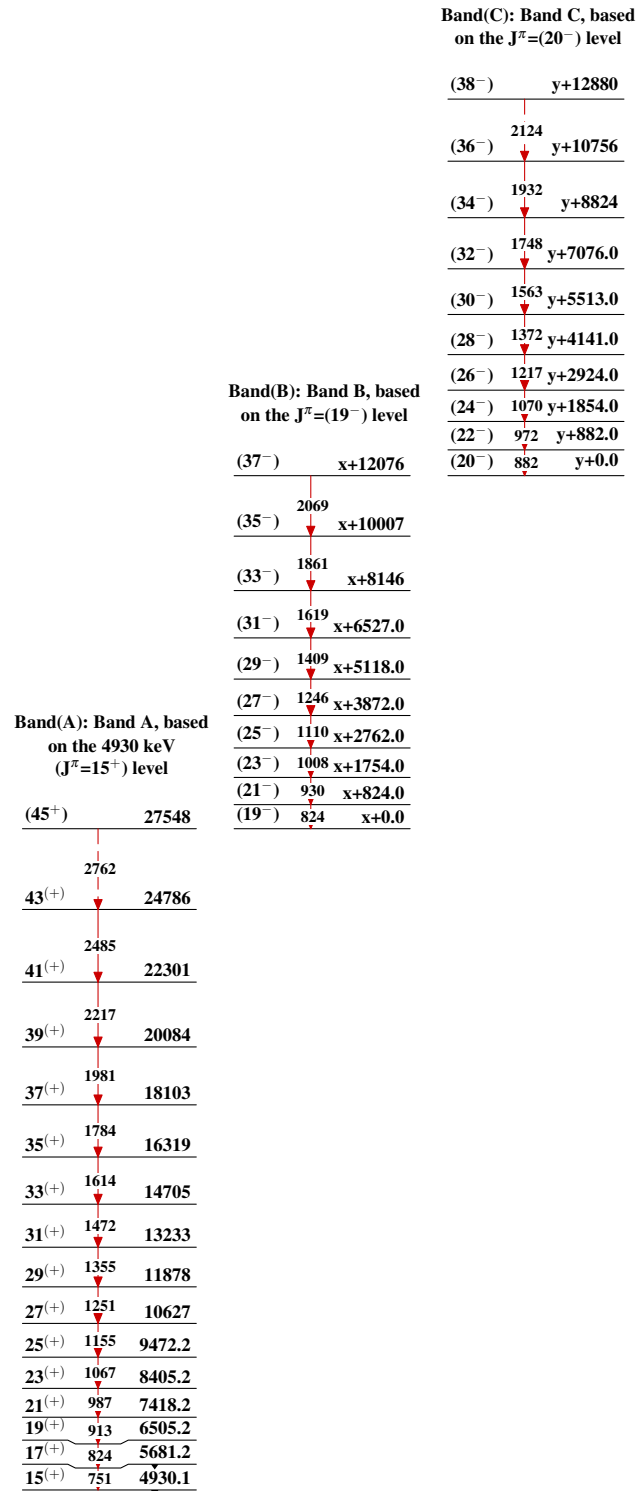 Band(C): Band C, based
on the J^π=(20⁻) level
(38⁻) y+12880
2124
(36⁻) y+10756
1932
(34⁻) y+8824
1748
(32⁻) y+7076.0
1563
(30⁻) y+5513.0
1372
(28⁻) y+4141.0
1217
(26⁻) y+2924.0
1070
(24⁻) y+1854.0
972
(22⁻) y+882.0
882
(20⁻) y+0.0
Band(B): Band B, based
on the J^π=(19⁻) level
(37⁻) x+12076
2069
(35⁻) x+10007
1861
(33⁻) x+8146
1619
(31⁻) x+6527.0
1409
(29⁻) x+5118.0
1246
(27⁻) x+3872.0
1110
(25⁻) x+2762.0
1008
(23⁻) x+1754.0
930
(21⁻) x+824.0
824
(19⁻) x+0.0
Band(A): Band A, based
on the 4930 keV
(J^π=15⁺) level
(45⁺) 27548
2762
43⁽⁺⁾ 24786
2485
41⁽⁺⁾ 22301
2217
39⁽⁺⁾ 20084
1981
37⁽⁺⁾ 18103
1784
35⁽⁺⁾ 16319
1614
33⁽⁺⁾ 14705
1472
31⁽⁺⁾ 13233
1355
29⁽⁺⁾ 11878
1251
27⁽⁺⁾ 10627
1155
25⁽⁺⁾ 9472.2
1067
23⁽⁺⁾ 8405.2
987
21⁽⁺⁾ 7418.2
913
19⁽⁺⁾ 6505.2
824
17⁽⁺⁾ 5681.2
751
15⁽⁺⁾ 4930.1